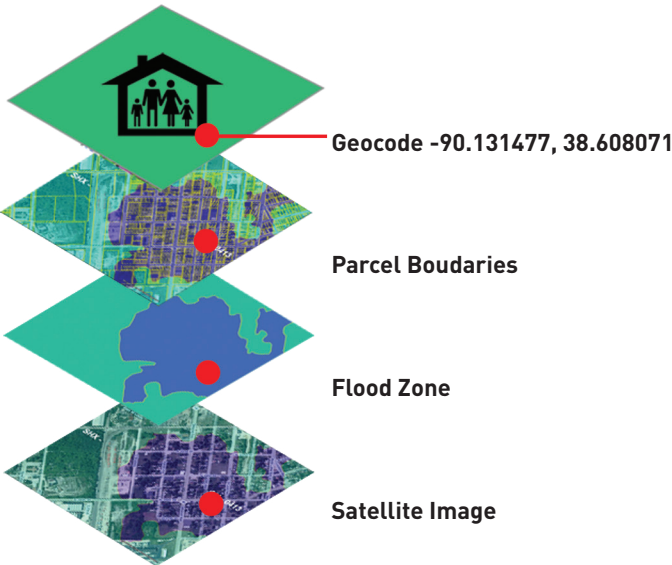 Geocode -90.131477, 38.608071
Parcel Boudaries
Flood Zone
Satellite Image